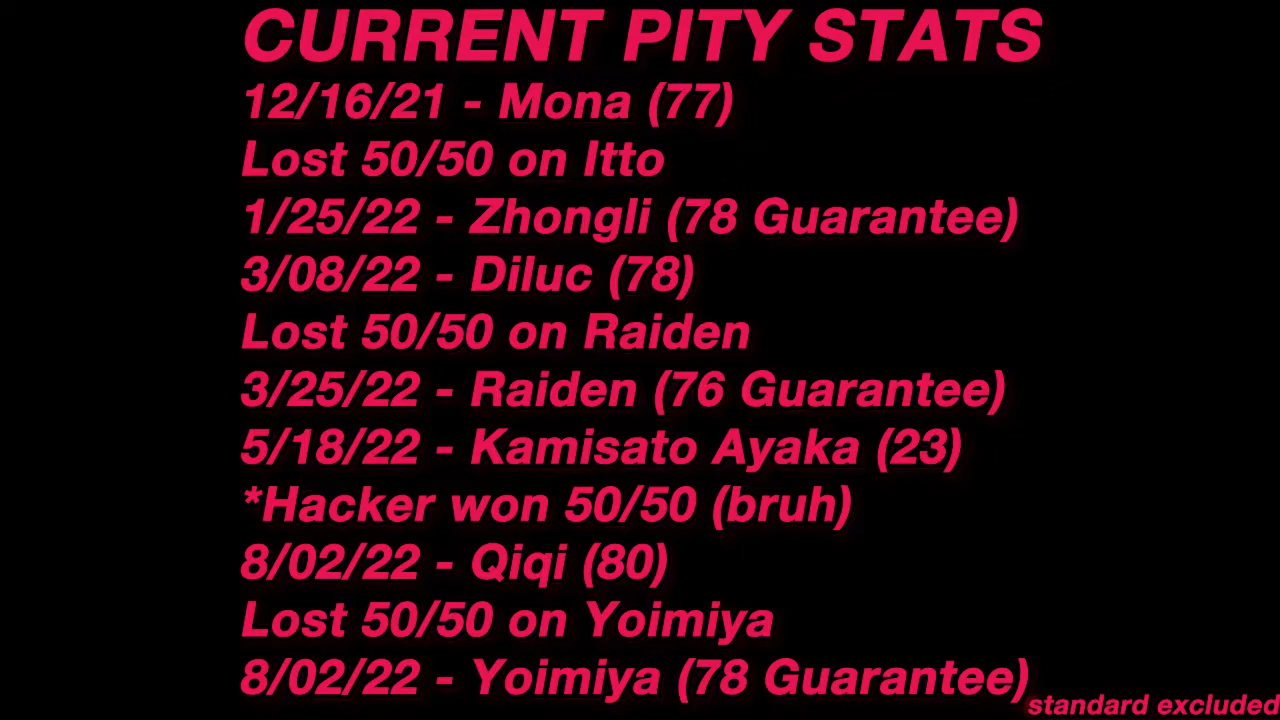 CURRENT PITY STATS
12/16/21 - Mona (77)
Lost 50/50 on Itto
1/25/22 - Zhongli (78 Guarantee)
3/08/22 - Diluc (78)
Lost 50/50 on Raiden
3/25/22 - Raiden (76 Guarantee)
5/18/22 - Kamisato Ayaka (23)
*Hacker won 50/50 (bruh)
8/02/22 - Qiqi (80)
Lost 50/50 on Yoimiya
8/02/22 - Yoimiya (78 Guarantee)
standard excluded